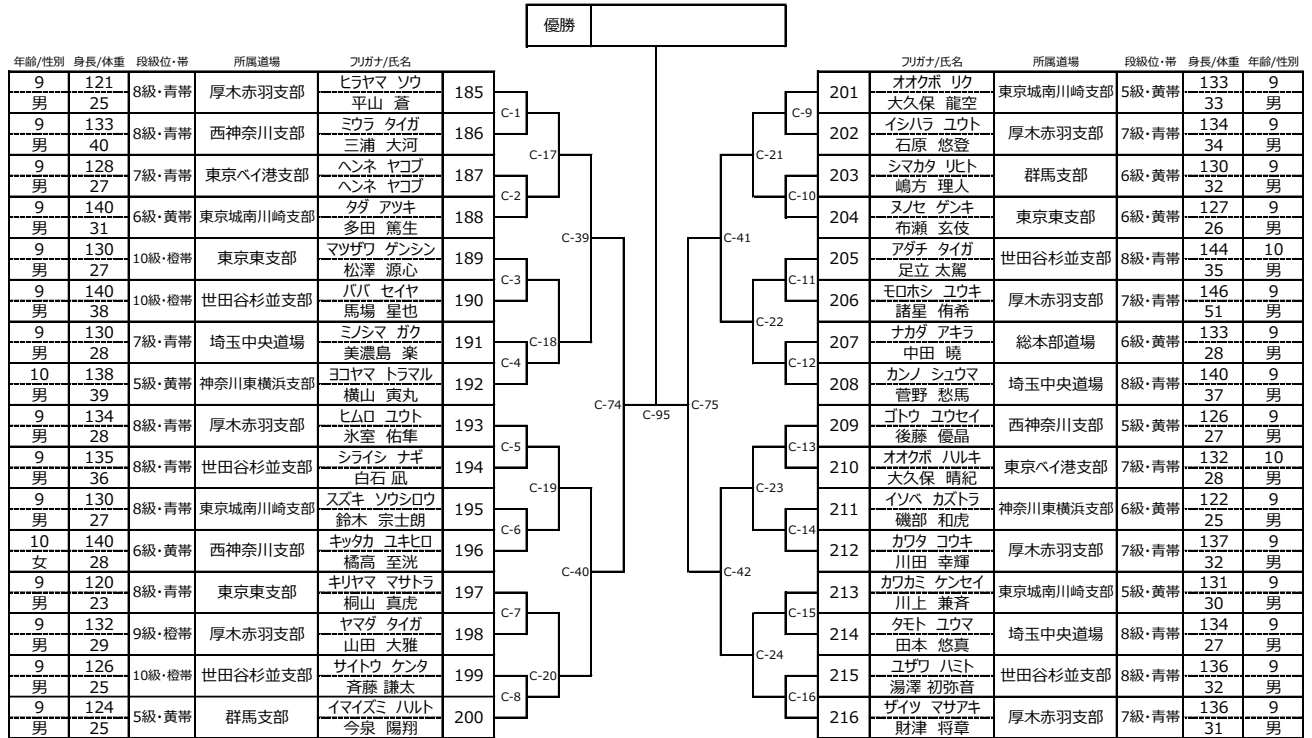 優勝
年齢/性別 身長/体重 段級位・帯 所属道場 フリガナ/氏名
9 121 8級・青帯 厚木赤羽支部 ヒラヤマ ソウ 185
男 25 平山 蒼
9 133 8級・青帯 西神奈川支部 ミウラ タイガ 186
男 40 三浦 大河
9 128 7級・青帯 東京ベイ港支部 ヘンネ ヤコブ 187
男 27 ヘンネ ヤコブ
9 140 6級・黄帯 東京城南川崎支部 タダ アツキ 188
男 31 多田 篤生
9 130 10級・橙帯 東京東支部 マツザワ ゲンシン 189
男 27 松澤 源心
9 140 10級・橙帯 世田谷杉並支部 ババ セイヤ 190
男 38 馬場 星也
9 130 7級・青帯 埼玉中央道場 ミノシマ ガク 191
男 28 美濃島 楽
10 138 5級・黄帯 神奈川東横浜支部 ヨコヤマ トラマル 192
男 39 横山 寅丸
9 134 8級・青帯 厚木赤羽支部 ヒムロ ユウト 193
男 28 氷室 佑隼
9 135 8級・青帯 世田谷杉並支部 シライシ ナギ 194
男 36 白石 凪
9 130 8級・青帯 東京城南川崎支部 スズキ ソウシロウ 195
男 27 鈴木 宗士朗
10 140 6級・黄帯 西神奈川支部 キッタカ ユキヒロ 196
女 28 橘高 至洸
9 120 8級・青帯 東京東支部 キリヤマ マサトラ 197
男 23 桐山 真虎
9 132 9級・橙帯 厚木赤羽支部 ヤマダ タイガ 198
男 29 山田 大雅
9 126 10級・橙帯 世田谷杉並支部 サイトウ ケンタ 199
男 25 斉藤 謙太
9 124 5級・黄帯 群馬支部 イマイズミ ハルト 200
男 25 今泉 陽翔
C-1
C-2
C-3
C-4
C-5
C-6
C-7
C-8
C-17
C-18
C-19
C-20
C-39
C-40
C-74
C-95
C-75
C-41
C-42
C-21
C-22
C-23
C-24
C-9
C-10
C-11
C-12
C-13
C-14
C-15
C-16
フリガナ/氏名 所属道場 段級位・帯 身長/体重 年齢/性別
201 オオクボ リク 東京城南川崎支部 5級・黄帯 133 9
大久保 龍空 33 男
202 イシハラ ユウト 厚木赤羽支部 7級・青帯 134 9
石原 悠登 34 男
203 シマカタ リヒト 群馬支部 6級・黄帯 130 9
嶋方 理人 32 男
204 ヌノセ ゲンキ 東京東支部 6級・黄帯 127 9
布瀬 玄伎 26 男
205 アダチ タイガ 世田谷杉並支部 8級・青帯 144 10
足立 太駕 35 男
206 モロホシ ユウキ 厚木赤羽支部 7級・青帯 146 9
諸星 侑希 51 男
207 ナカダ アキラ 総本部道場 6級・黄帯 133 9
中田 暁 28 男
208 カンノ シュウマ 埼玉中央道場 8級・青帯 140 9
菅野 愁馬 37 男
209 ゴトウ ユウセイ 西神奈川支部 5級・黄帯 126 9
後藤 優晶 27 男
210 オオクボ ハルキ 東京ベイ港支部 7級・青帯 132 10
大久保 晴紀 28 男
211 イソベ カズトラ 神奈川東横浜支部 6級・黄帯 122 9
磯部 和虎 25 男
212 カワタ コウキ 厚木赤羽支部 7級・青帯 137 9
川田 幸輝 32 男
213 カワカミ ケンセイ 東京城南川崎支部 5級・黄帯 131 9
川上 兼斉 30 男
214 タモト ユウマ 埼玉中央道場 8級・青帯 134 9
田本 悠真 27 男
215 ユザワ ハミト 世田谷杉並支部 8級・青帯 136 9
湯澤 初弥音 32 男
216 ザイツ マサアキ 厚木赤羽支部 7級・青帯 136 9
財津 将章 31 男